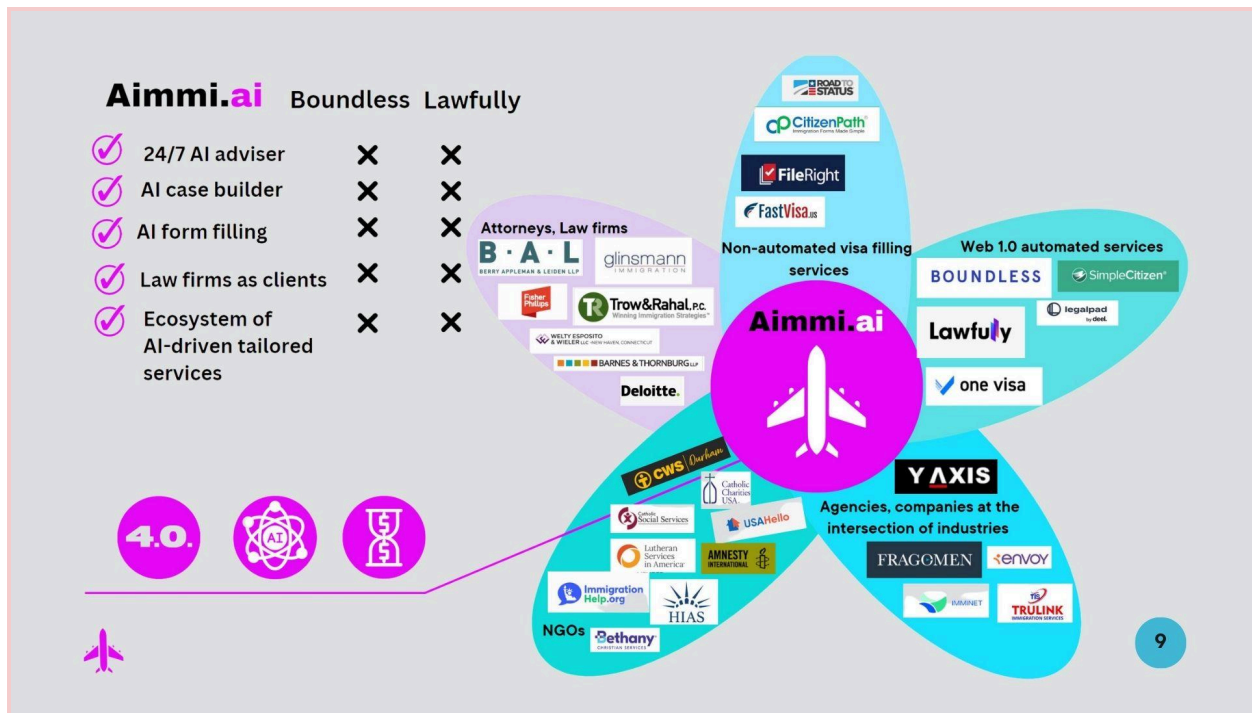 Aimmi.ai Boundless Lawfully
24/7 AI adviser
AI case builder
AI form filling
Law firms as clients
Ecosystem of
AI-driven tailored
services
4.0.
AI
ROAD TO
STATUS
CitizenPath®
Immigration Forms Made Simple
FileRight
FastVisa.us
Non-automated visa filling
services
Attorneys, Law firms
B·A·L
BERRY APPLEMAN & LEIDEN LLP
glinsmann
IMMIGRATION
Fisher
Phillips
TR
Trow&Rahal, P.C.
Winning Immigration Strategies™
WELTY ESPOSITO
& WIELER LLC NEW HAVEN, CONNECTICUT
BARNES & THORNBURG LLP
Deloitte.
Aimmi.ai
Web 1.0 automated services
BOUNDLESS
SimpleCitizen®
legalpad
by deel.
Lawfully
one visa
Y AXIS
Agencies, companies at the
intersection of industries
FRAGOMEN
envoy
IMMINET
TIS
TRULINK
IMMIGRATION SERVICES
CWS Durham
Catholic
Charities
USA
Catholic
Social Services
USAHello
Lutheran
Services
in America®
AMNESTY
INTERNATIONAL
Immigration
Help.org
HIAS
NGOs
Bethany®
CHRISTIAN SERVICES
9